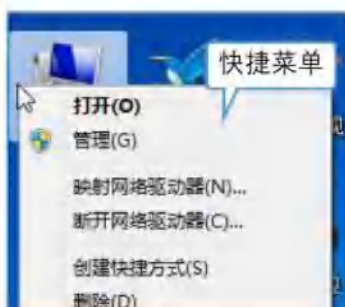 快捷菜单
打开(O)
管理(G)
映射网络驱动器(N)...
断开网络驱动器(C)...
创建快捷方式(S)
删除(D)